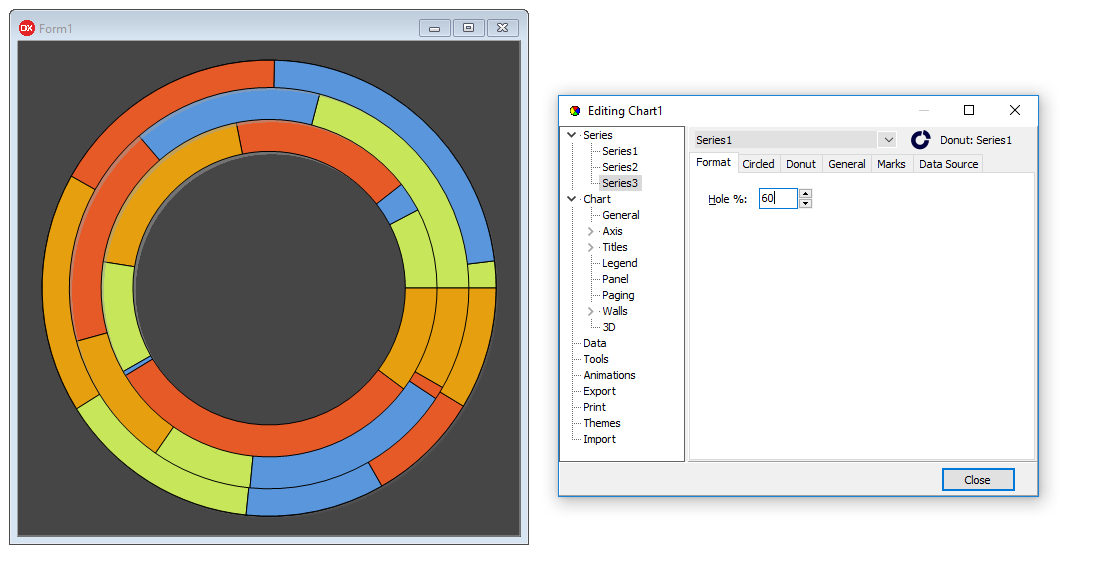 DX Form1
Editing Chart1
Series
Series1
Series2
Series3
Chart
General
Axis
Titles
Legend
Panel
Paging
Walls
3D
Data
Tools
Animations
Export
Print
Themes
Import
Series1
Donut: Series1
Format Circled Donut General Marks Data Source
Hole %: 60
Close